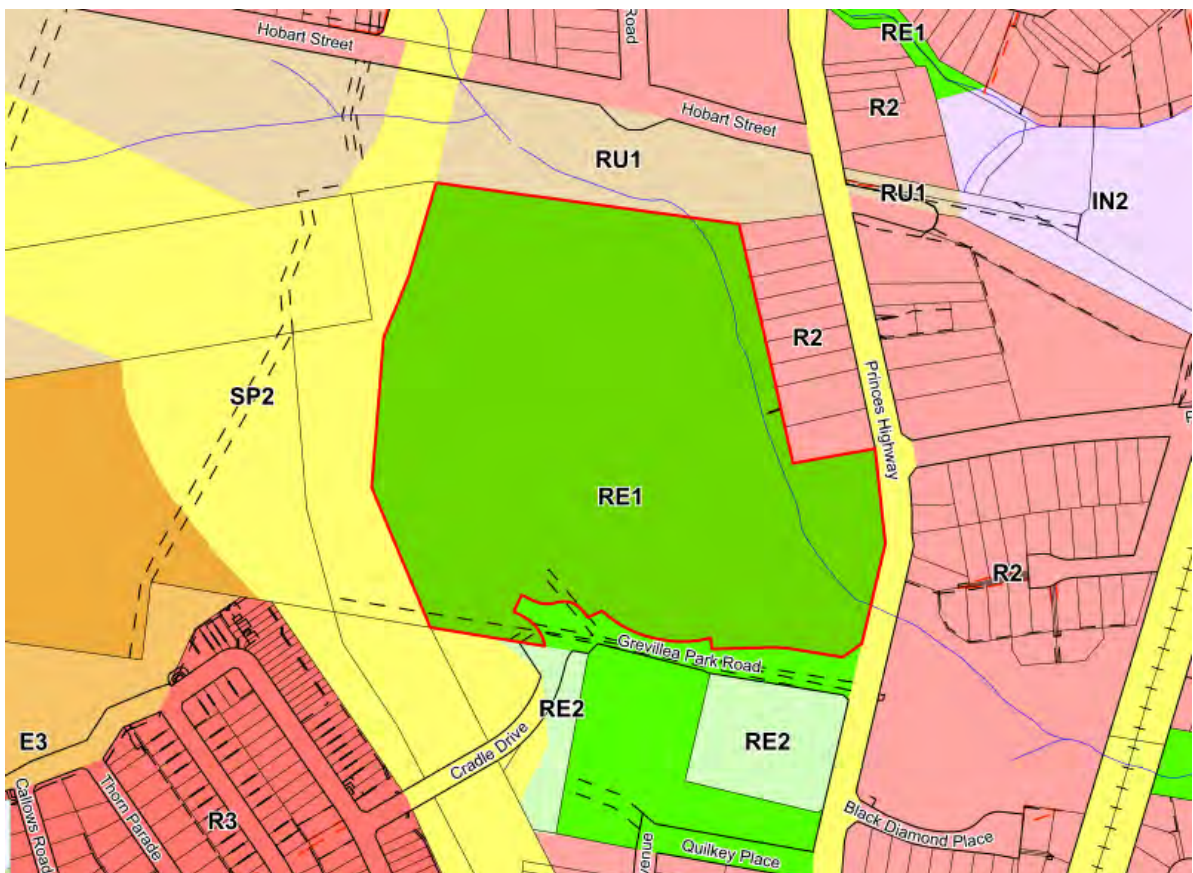 RE1
Hobart Street
Road
Hobart Street
R2
RU1
RU1
IN2
R2
SP2
Princes Highway
RE1
R2
Grevillea Park Road
RE2
RE2
E3
Cradle Drive
Callows Road
Thorn Parade
R3
Black Diamond Place
Quilkey Place
venue